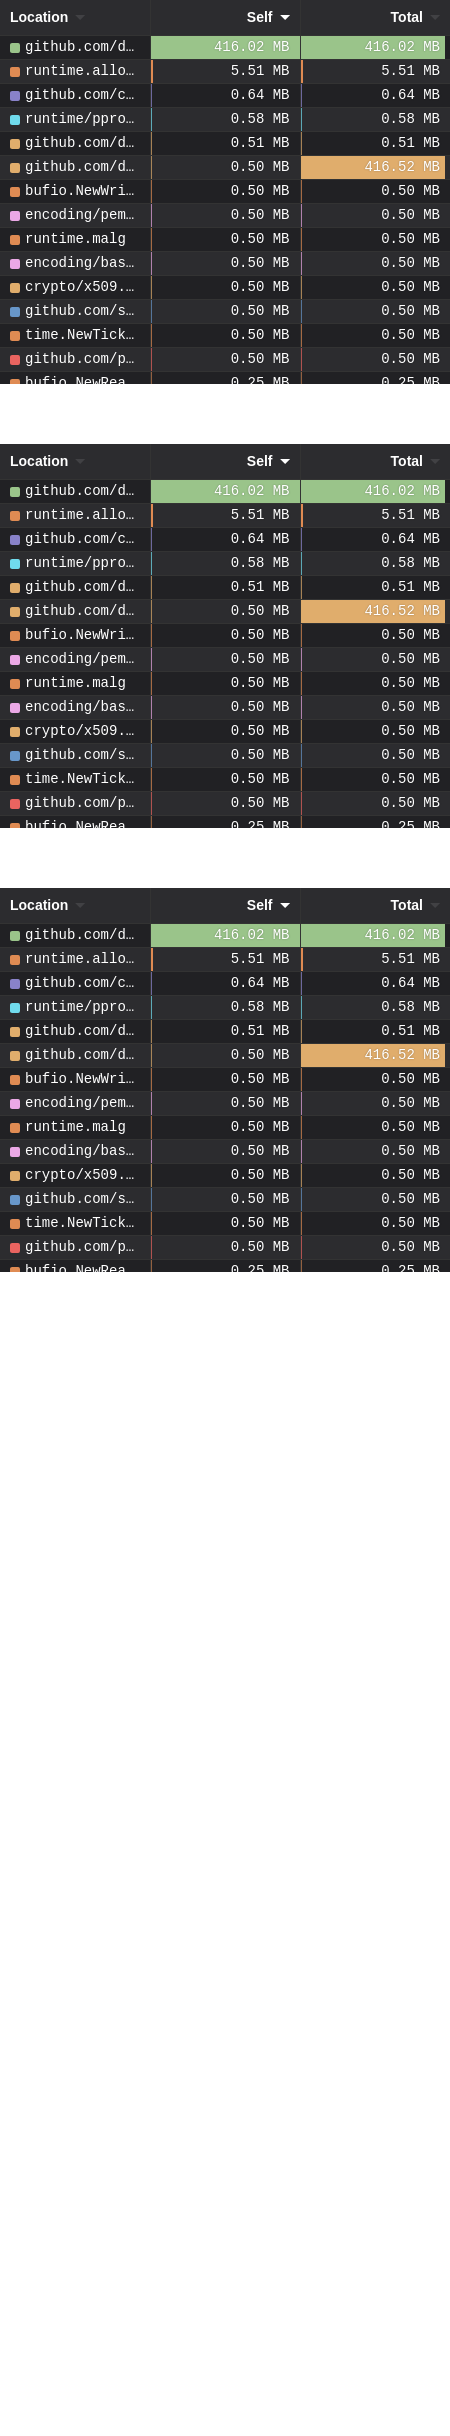 Location Self Total
github.com/d… 416.02 MB 416.02 MB
runtime.allo… 5.51 MB 5.51 MB
github.com/c… 0.64 MB 0.64 MB
runtime/ppro… 0.58 MB 0.58 MB
github.com/d… 0.51 MB 0.51 MB
github.com/d… 0.50 MB 416.52 MB
bufio.NewWri… 0.50 MB 0.50 MB
encoding/pem… 0.50 MB 0.50 MB
runtime.malg 0.50 MB 0.50 MB
encoding/bas… 0.50 MB 0.50 MB
crypto/x509.… 0.50 MB 0.50 MB
github.com/s… 0.50 MB 0.50 MB
time.NewTick… 0.50 MB 0.50 MB
github.com/p… 0.50 MB 0.50 MB
bufio.NewRea 0.25 MB 0.25 MB
Location Self Total
github.com/d… 416.02 MB 416.02 MB
runtime.allo… 5.51 MB 5.51 MB
github.com/c… 0.64 MB 0.64 MB
runtime/ppro… 0.58 MB 0.58 MB
github.com/d… 0.51 MB 0.51 MB
github.com/d… 0.50 MB 416.52 MB
bufio.NewWri… 0.50 MB 0.50 MB
encoding/pem… 0.50 MB 0.50 MB
runtime.malg 0.50 MB 0.50 MB
encoding/bas… 0.50 MB 0.50 MB
crypto/x509.… 0.50 MB 0.50 MB
github.com/s… 0.50 MB 0.50 MB
time.NewTick… 0.50 MB 0.50 MB
github.com/p… 0.50 MB 0.50 MB
bufio.NewRea 0.25 MB 0.25 MB
Location Self Total
github.com/d… 416.02 MB 416.02 MB
runtime.allo… 5.51 MB 5.51 MB
github.com/c… 0.64 MB 0.64 MB
runtime/ppro… 0.58 MB 0.58 MB
github.com/d… 0.51 MB 0.51 MB
github.com/d… 0.50 MB 416.52 MB
bufio.NewWri… 0.50 MB 0.50 MB
encoding/pem… 0.50 MB 0.50 MB
runtime.malg 0.50 MB 0.50 MB
encoding/bas… 0.50 MB 0.50 MB
crypto/x509.… 0.50 MB 0.50 MB
github.com/s… 0.50 MB 0.50 MB
time.NewTick… 0.50 MB 0.50 MB
github.com/p… 0.50 MB 0.50 MB
bufio.NewRea 0.25 MB 0.25 MB